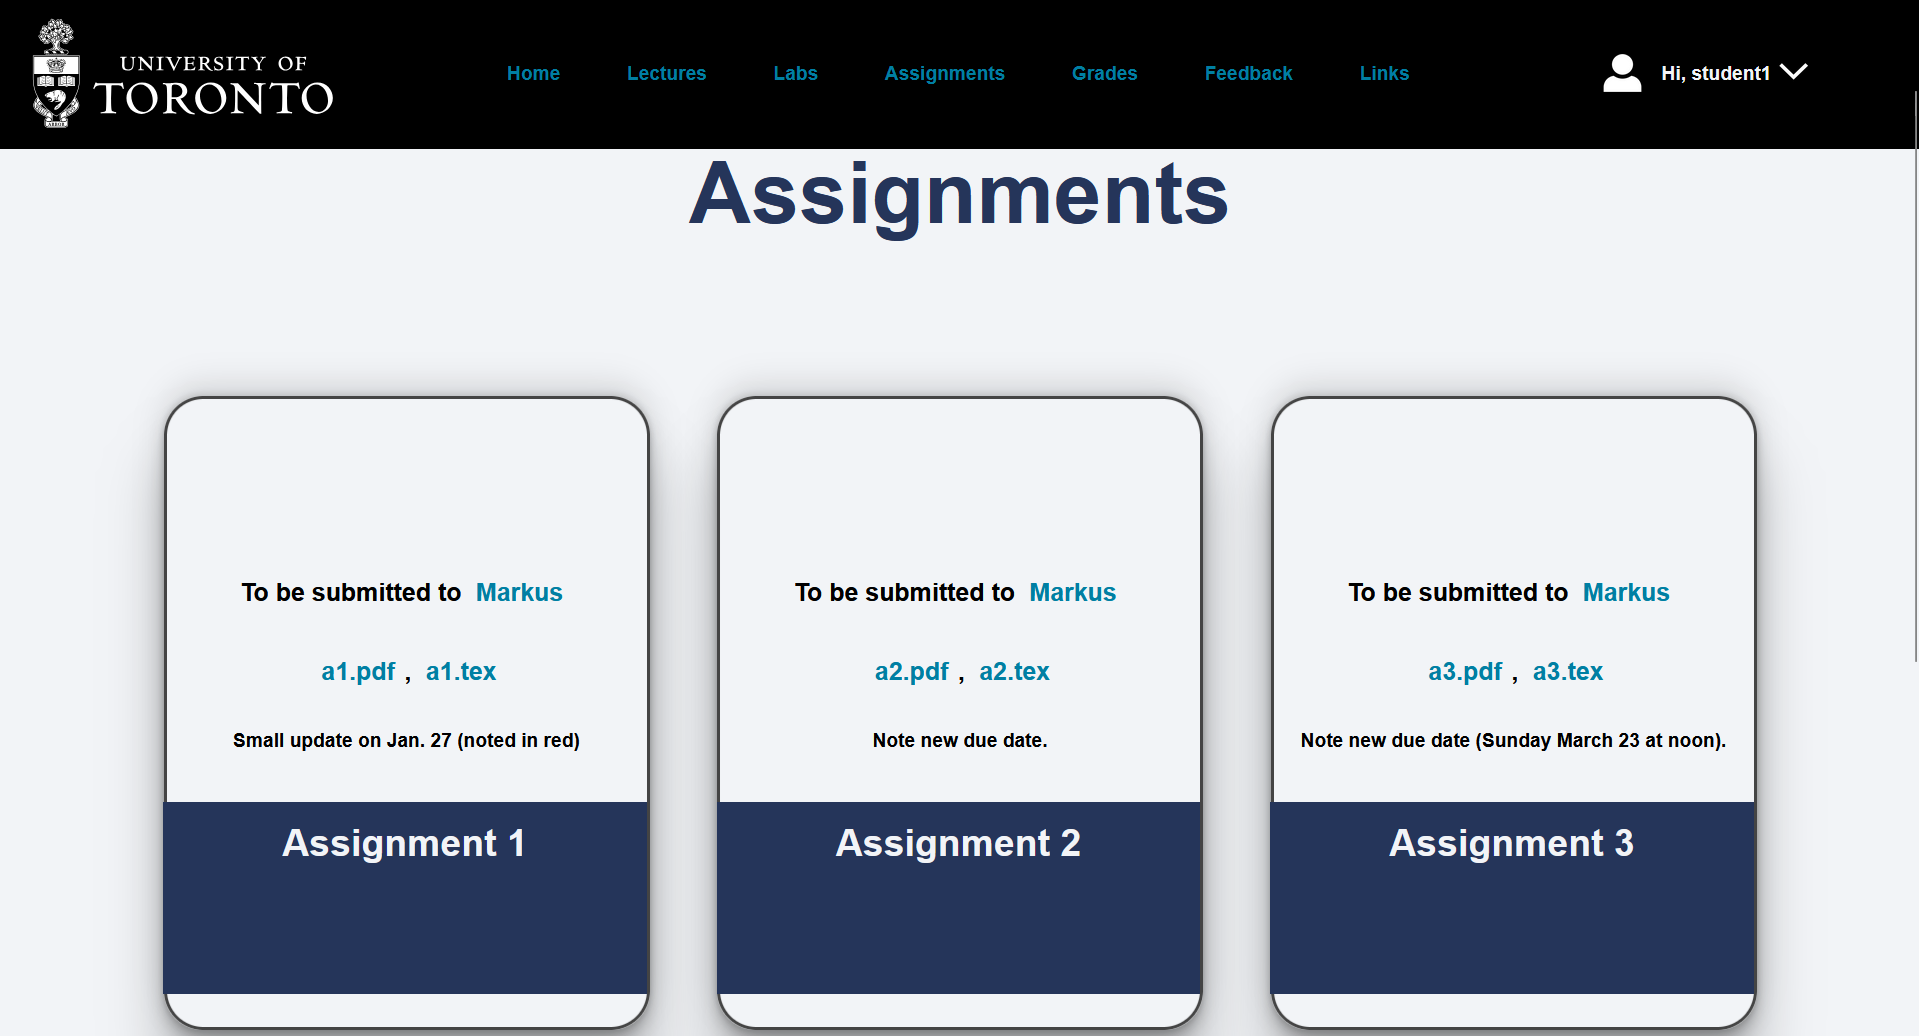 UNIVERSITY OF
TORONTO
Home Lectures Labs Assignments Grades Feedback Links
Hi, student1
Assignments
To be submitted to Markus
a1.pdf , a1.tex
Small update on Jan. 27 (noted in red)
Assignment 1
To be submitted to Markus
a2.pdf , a2.tex
Note new due date.
Assignment 2
To be submitted to Markus
a3.pdf , a3.tex
Note new due date (Sunday March 23 at noon).
Assignment 3